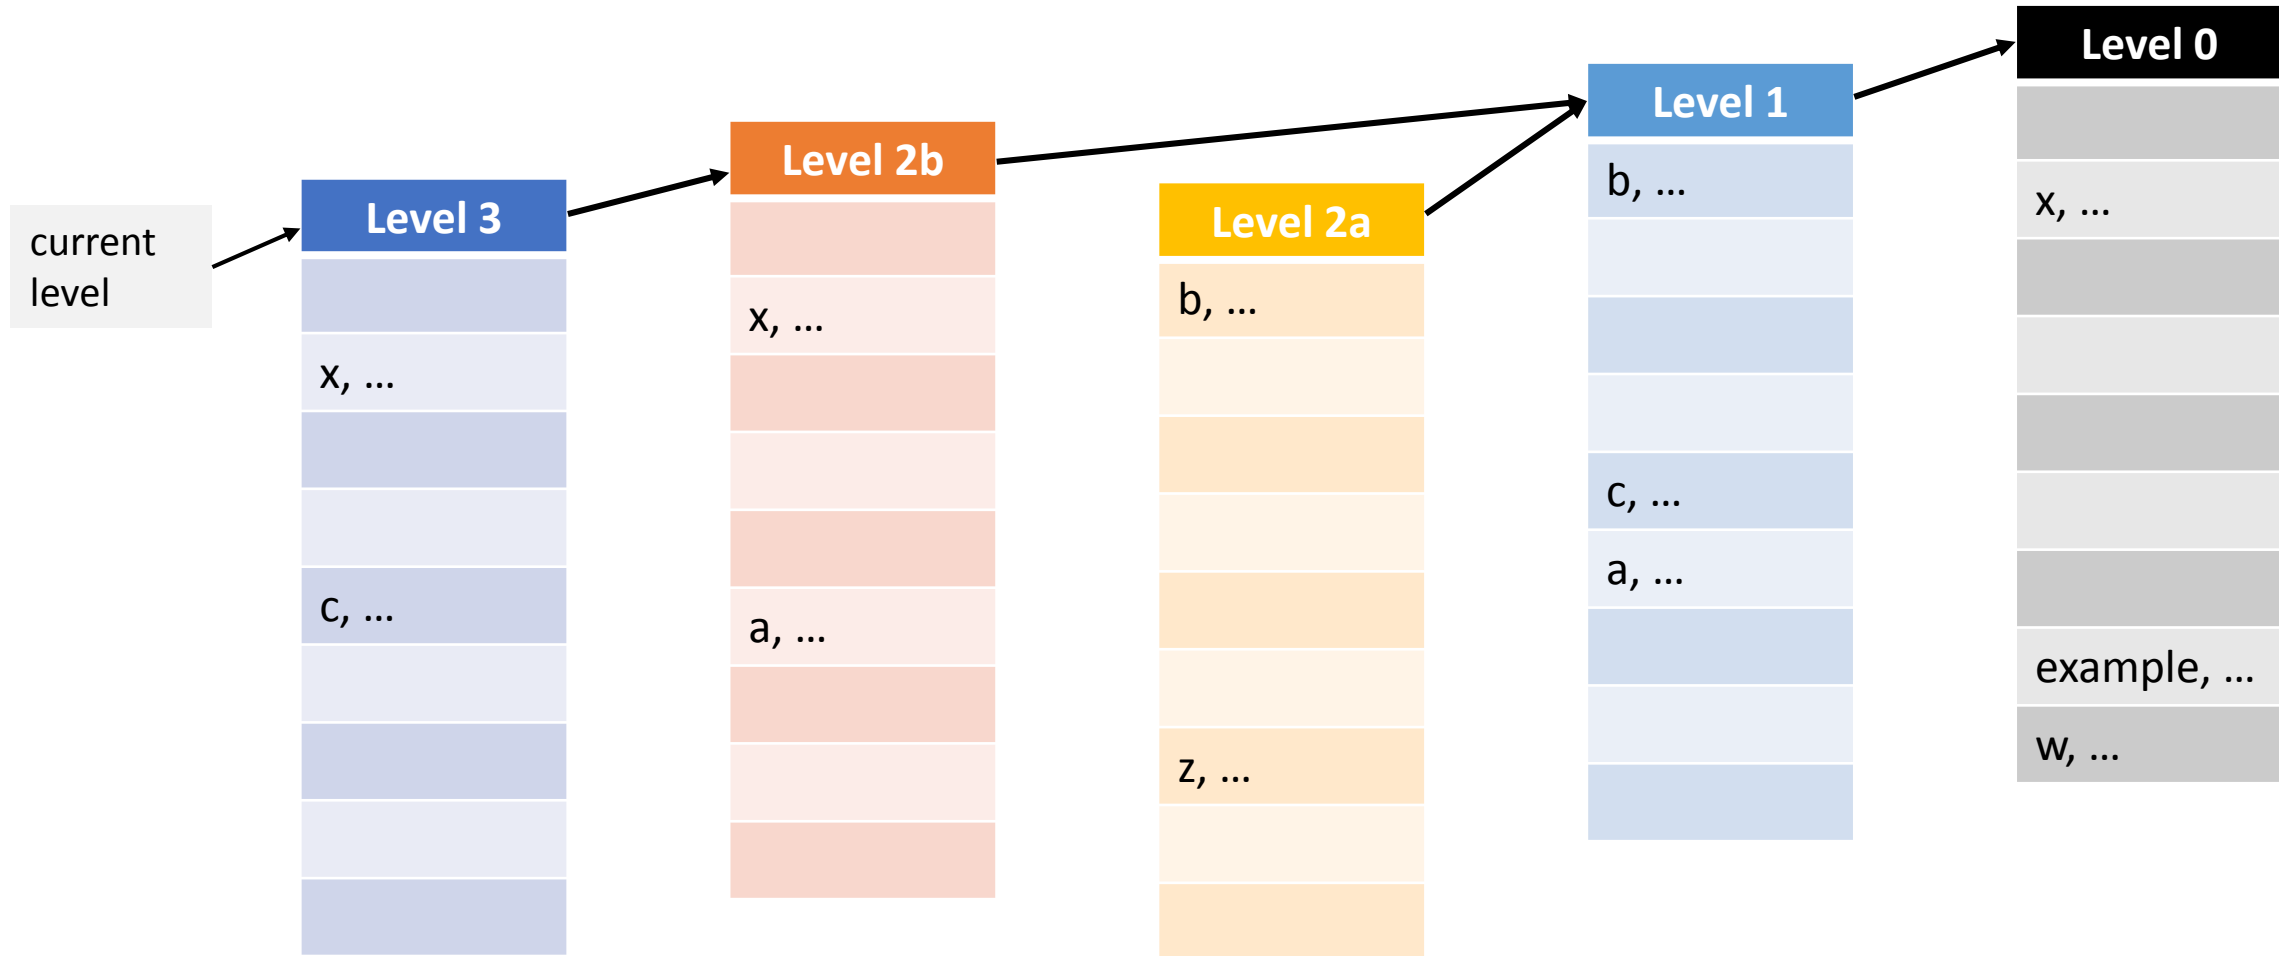 current
level
Level 3
x, ...
c, ...
Level 2b
x, ...
a, ...
Level 2a
b, ...
z, ...
Level 1
b, ...
c, ...
a, ...
Level 0
x, ...
example, ...
w, ...